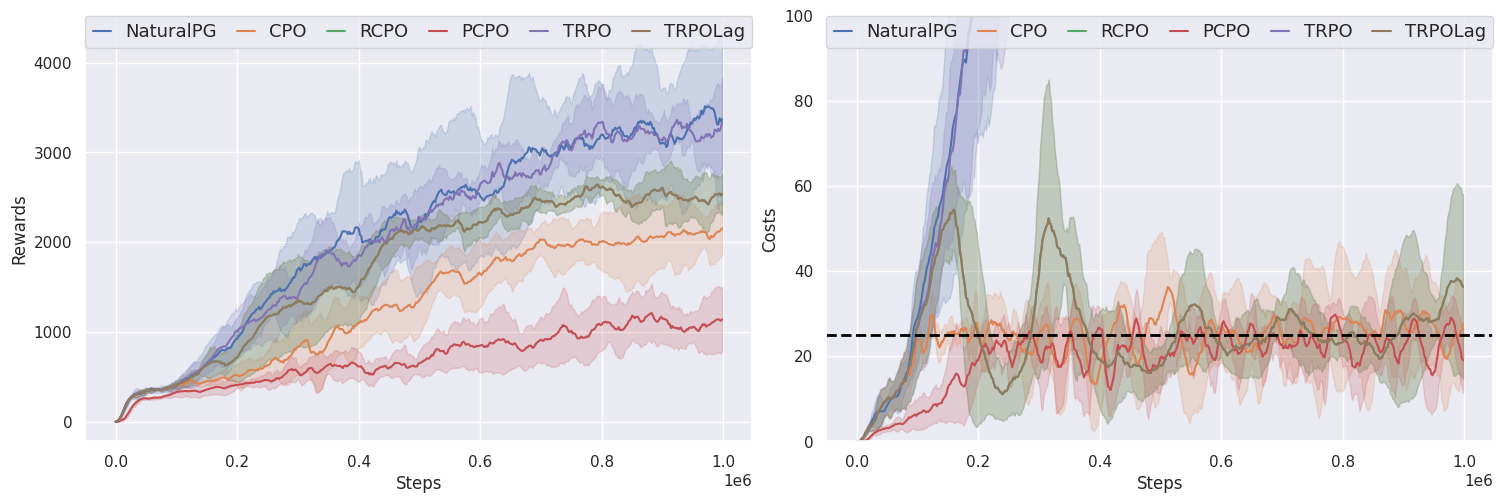 NaturalPG CPO RCPO PCPO TRPO TRPOLag
4000
3000
2000
1000
0
Rewards
0.0 0.2 0.4 0.6 0.8 1.0
1e6
Steps
NaturalPG CPO RCPO PCPO TRPO TRPOLag
100
80
60
40
20
0
Costs
0.0 0.2 0.4 0.6 0.8 1.0
1e6
Steps